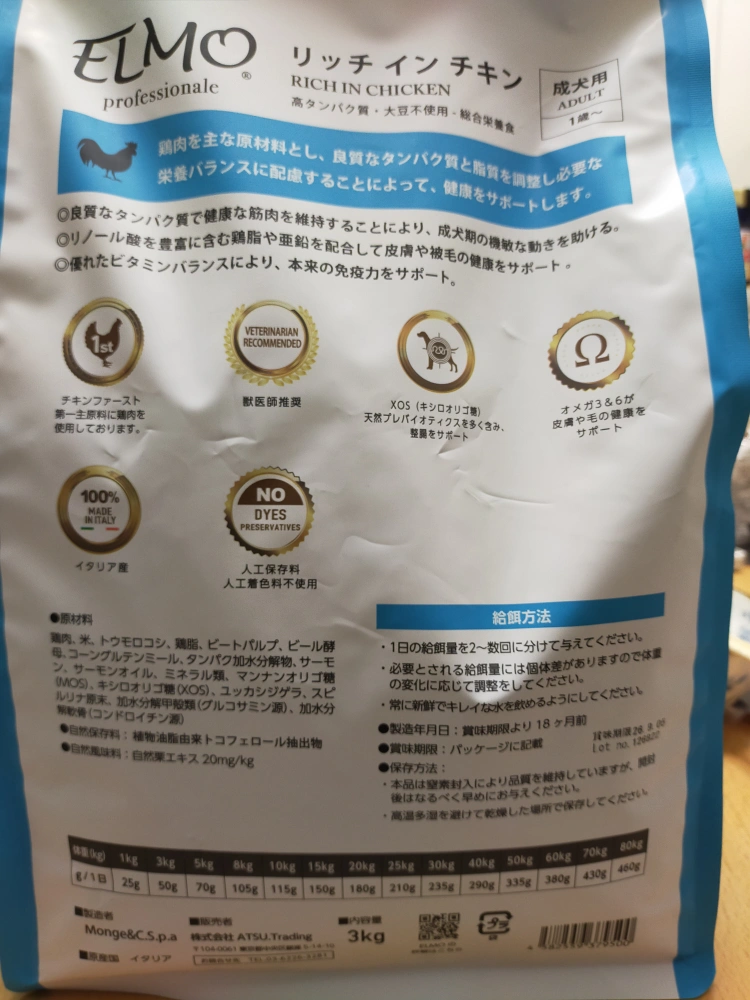 ELMO®
professionale
リッチ イン チキン
RICH IN CHICKEN
高タンパク質・大豆不使用・総合栄養食
成犬用
ADULT
1歳～
鶏肉を主な原材料とし、良質なタンパク質と脂質を調整し必要な
栄養バランスに配慮することによって、健康をサポートします。
◎良質なタンパク質で健康な筋肉を維持することにより、成犬期の機敏な動きを助ける。
◎リノール酸を豊富に含む鶏脂や亜鉛を配合して皮膚や被毛の健康をサポート。
◎優れたビタミンバランスにより、本来の免疫力をサポート。
1st
チキンファースト
第一主原料に鶏肉を
使用しております。
VETERINARIAN
RECOMMENDED
獣医師推奨
XOS（キシロオリゴ糖）
天然プレバイオティクスを多く含み、
整腸をサポート
Ω
オメガ3＆6が
皮膚や毛の健康を
サポート
100%
MADE
IN ITALY
イタリア産
NO
DYES
PRESERVATIVES
人工保存料
人工着色料不使用
●原材料
鶏肉、米、トウモロコシ、鶏脂、ビートパルプ、ビール酵
母、コーングルテンミール、タンパク加水分解物、サーモ
ン、サーモンオイル、ミネラル類、マンナンオリゴ糖
(MOS)、キシロオリゴ糖(XOS)、ユッカシジゲラ、スピ
ルリナ原末、加水分解甲殻類(グルコサミン源)、加水分
解軟骨(コンドロイチン源)
●自然保存料：植物油脂由来トコフェロール抽出物
●自然風味料：自然栗エキス 20mg/kg
給餌方法
・1日の給餌量を2～数回に分けて与えてください。
・必要とされる給餌量には個体差がありますので体重
の変化に応じて調整をしてください。
・常に新鮮でキレイな水を飲めるようにしてください。
●製造年月日：賞味期限より18ヶ月前
●賞味期限：パッケージに記載
賞味期限26.9.06
Lot no.
●保存方法：
・本品は窒素封入により品質を維持していますが、開封
後はなるべく早めにお与えください。
・高温多湿を避けて乾燥した場所で保存してください。
体重(kg) 1kg 3kg 5kg 8kg 10kg 15kg 20kg 25kg 30kg 40kg 50kg 60kg 70kg 80kg
g/1日 25g 50g 70g 105g 115g 150g 180g 210g 235g 290g 335g 380g 430g 460g
■製造者
Monge&C.S.p.a
■原産国 イタリア
■販売者
株式会社 ATSU.Trading
■内容量
3kg
プラ